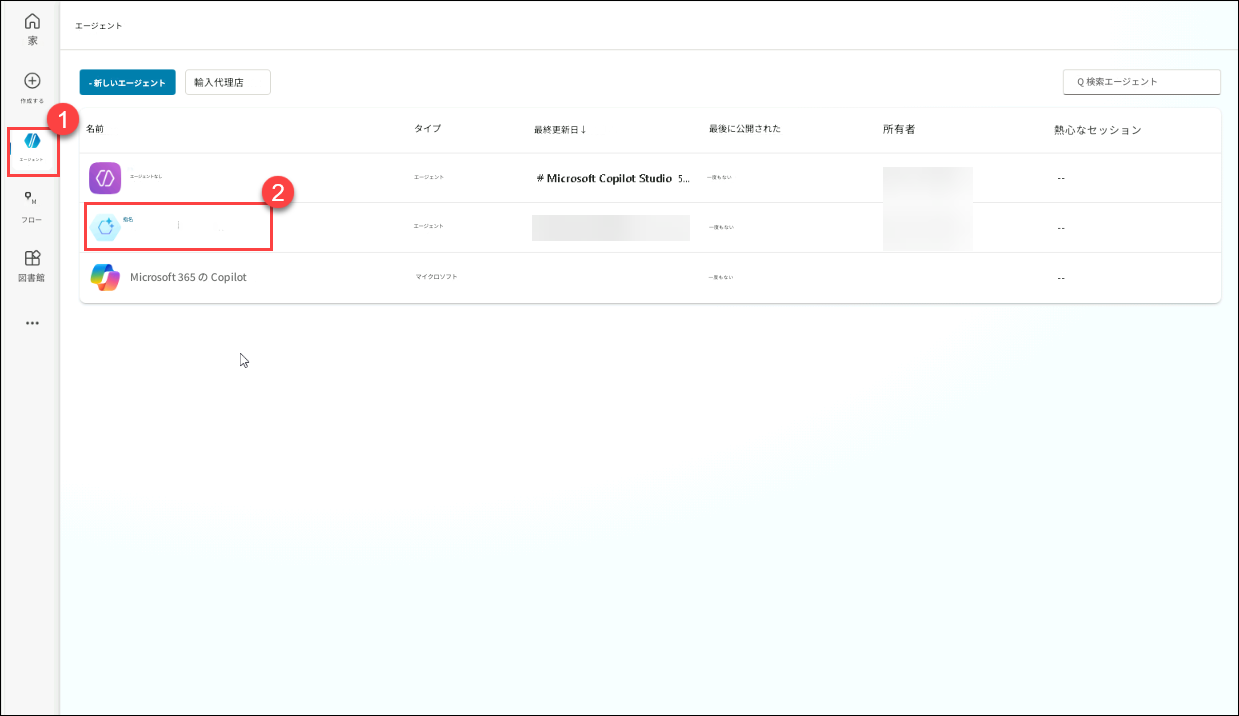 家
作成する
エージェント
フロー
図書館
エージェント
- 新しいエージェント
輸入代理店
Q 検索エージェント
1
名前
タイプ
最終更新日↓
最後に公開された
所有者
熱心なセッション
エージェントなし
エージェント
# Microsoft Copilot Studio 5...
一度もない
--
2
指名
エージェント
一度もない
--
Microsoft 365 の Copilot
マイクロソフト
一度もない
--